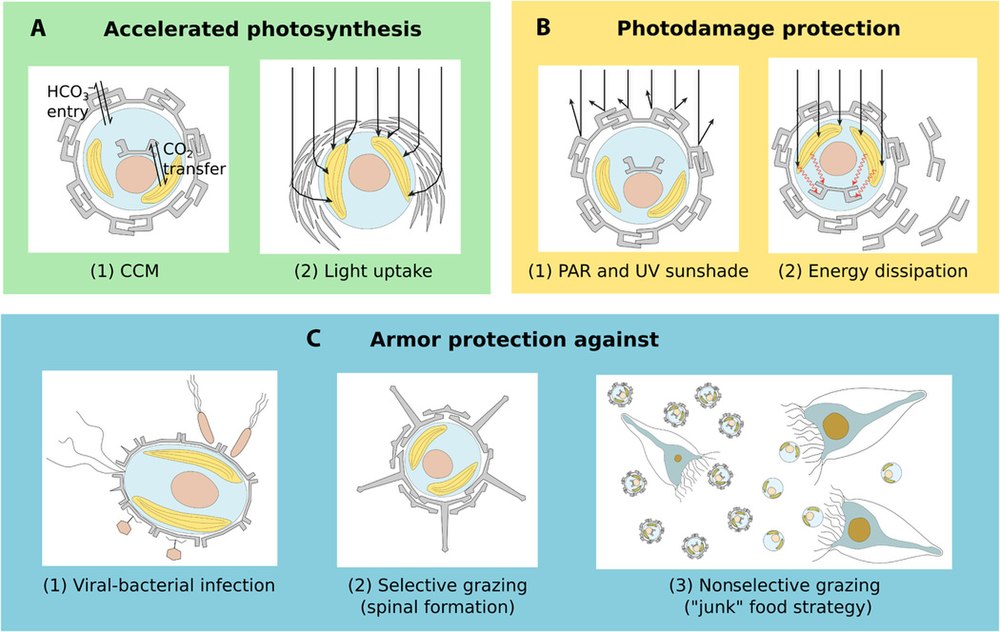 A Accelerated photosynthesis
HCO₃⁻
entry
CO₂
transfer
(1) CCM
(2) Light uptake
B Photodamage protection
(1) PAR and UV sunshade
(2) Energy dissipation
C Armor protection against
(1) Viral-bacterial infection
(2) Selective grazing
(spinal formation)
(3) Nonselective grazing
("junk" food strategy)